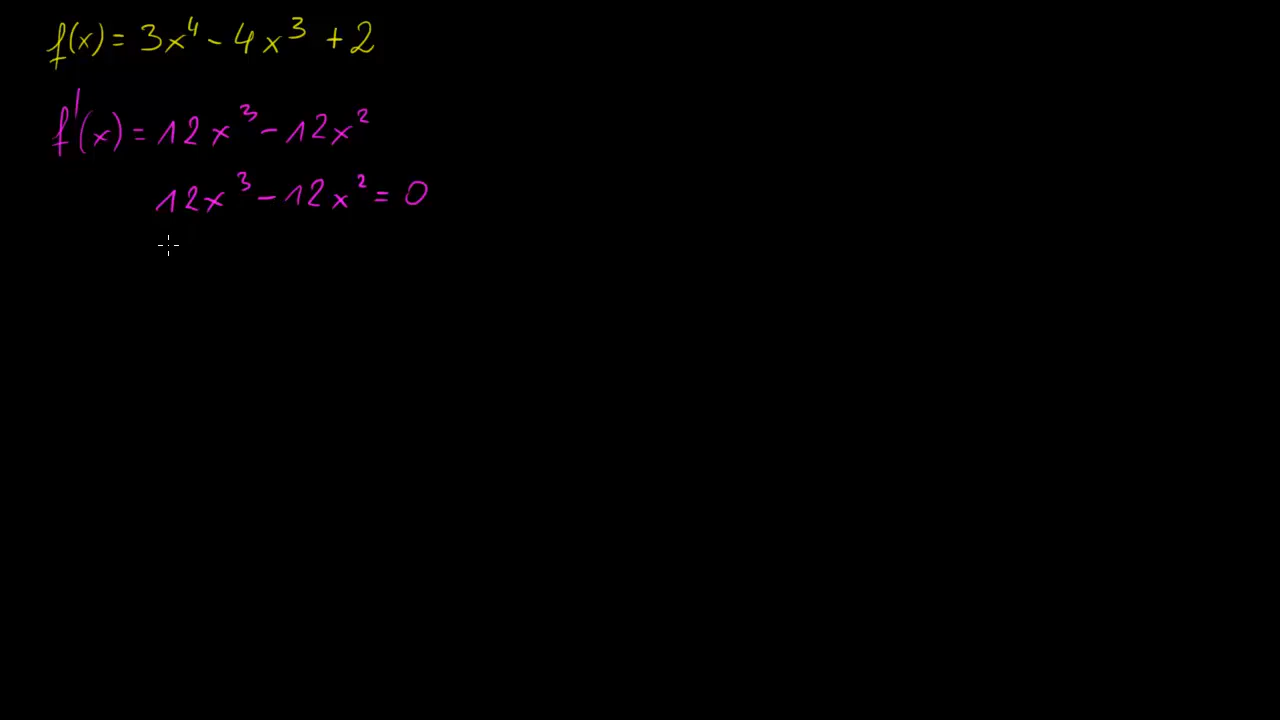 f(x) = 3x⁴ - 4x³ + 2
f'(x) = 12x³ - 12x²
12x³ - 12x² = 0